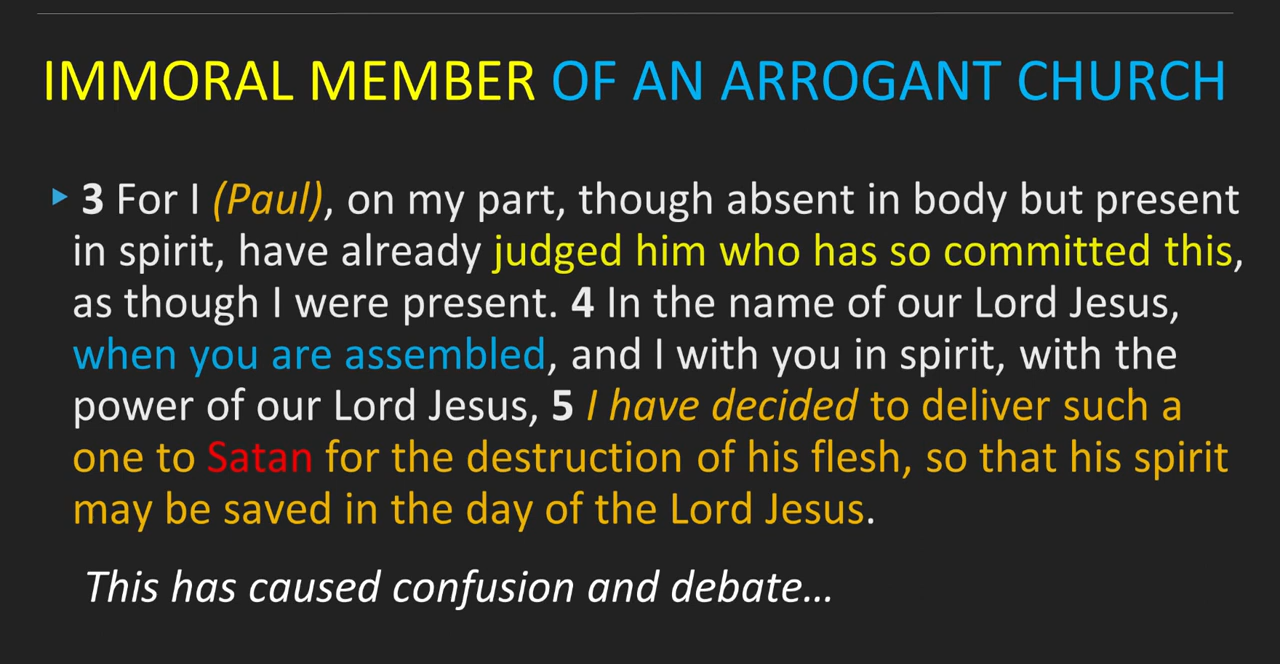 IMMORAL MEMBER OF AN ARROGANT CHURCH
3 For I (Paul), on my part, though absent in body but present
in spirit, have already judged him who has so committed this,
as though I were present. 4 In the name of our Lord Jesus,
when you are assembled, and I with you in spirit, with the
power of our Lord Jesus, 5 I have decided to deliver such a
one to Satan for the destruction of his flesh, so that his spirit
may be saved in the day of the Lord Jesus.
This has caused confusion and debate…